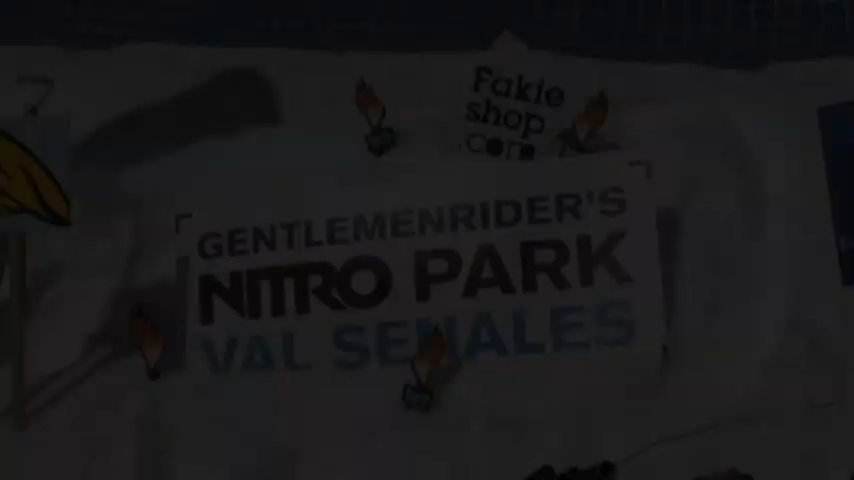 Fakie
shop
.com
GENTLEMENRIDER'S
NITRO PARK
VAL SENALES